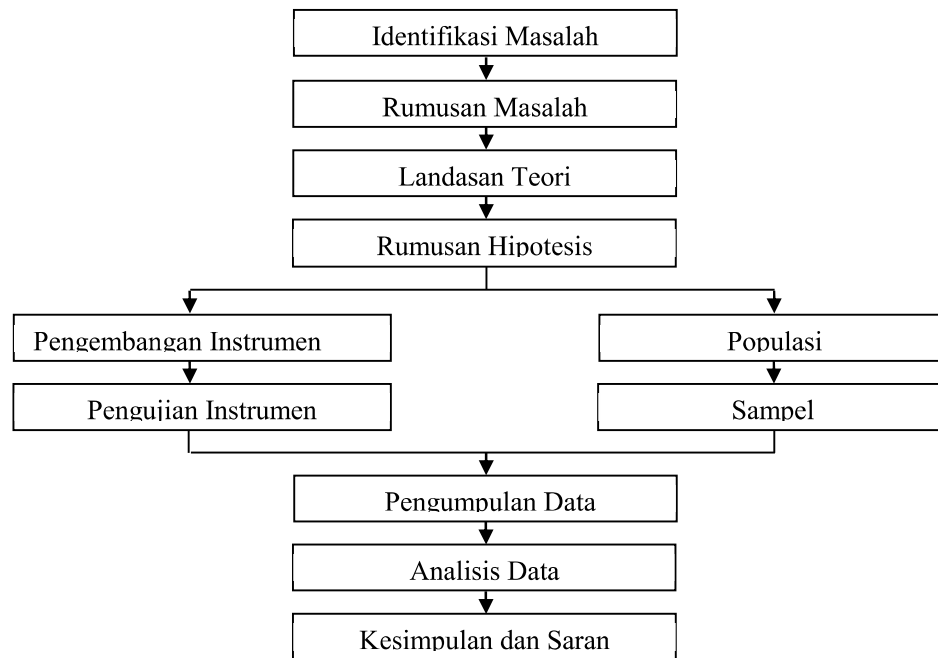 Identifikasi Masalah
Rumusan Masalah
Landasan Teori
Rumusan Hipotesis
Pengembangan Instrumen
Populasi
Pengujian Instrumen
Sampel
Pengumpulan Data
Analisis Data
Kesimpulan dan Saran